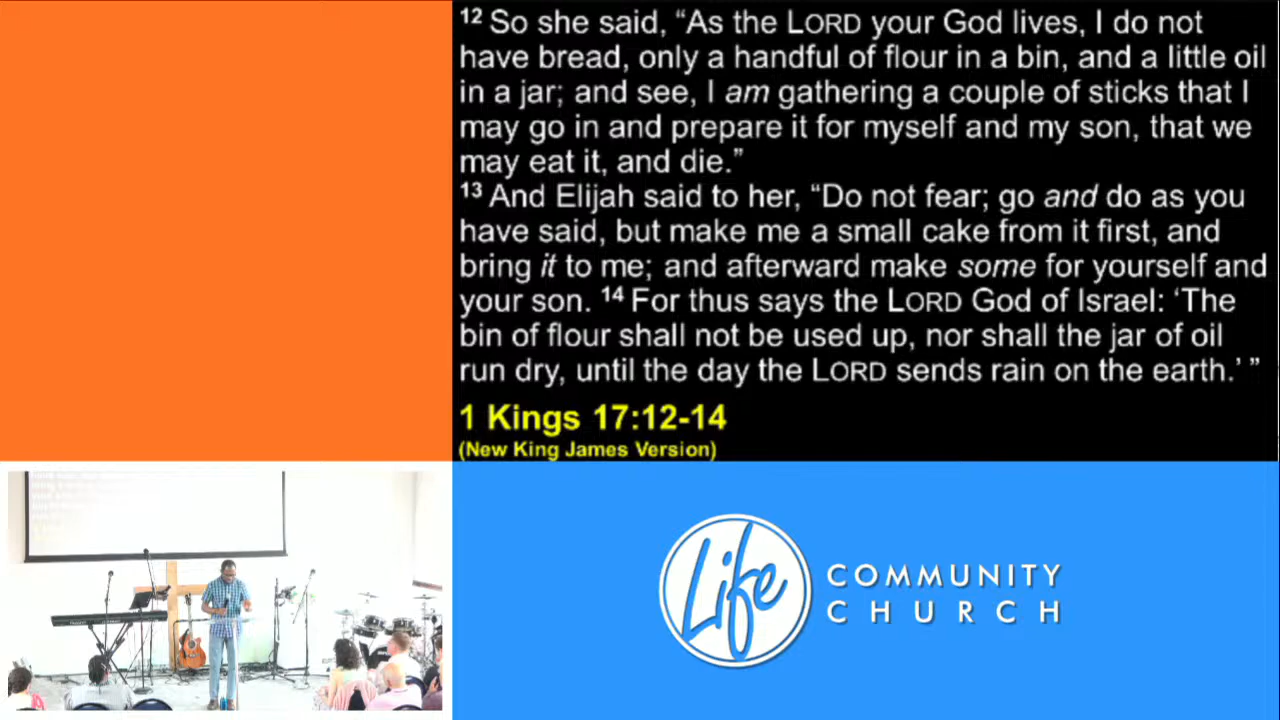 12 So she said, “As the LORD your God lives, I do not
have bread, only a handful of flour in a bin, and a little oil
in a jar; and see, I am gathering a couple of sticks that I
may go in and prepare it for myself and my son, that we
may eat it, and die.”
13 And Elijah said to her, “Do not fear; go and do as you
have said, but make me a small cake from it first, and
bring it to me; and afterward make some for yourself and
your son. 14 For thus says the LORD God of Israel: ‘The
bin of flour shall not be used up, nor shall the jar of oil
run dry, until the day the LORD sends rain on the earth.’ ”
1 Kings 17:12-14
(New King James Version)
Life
COMMUNITY
CHURCH